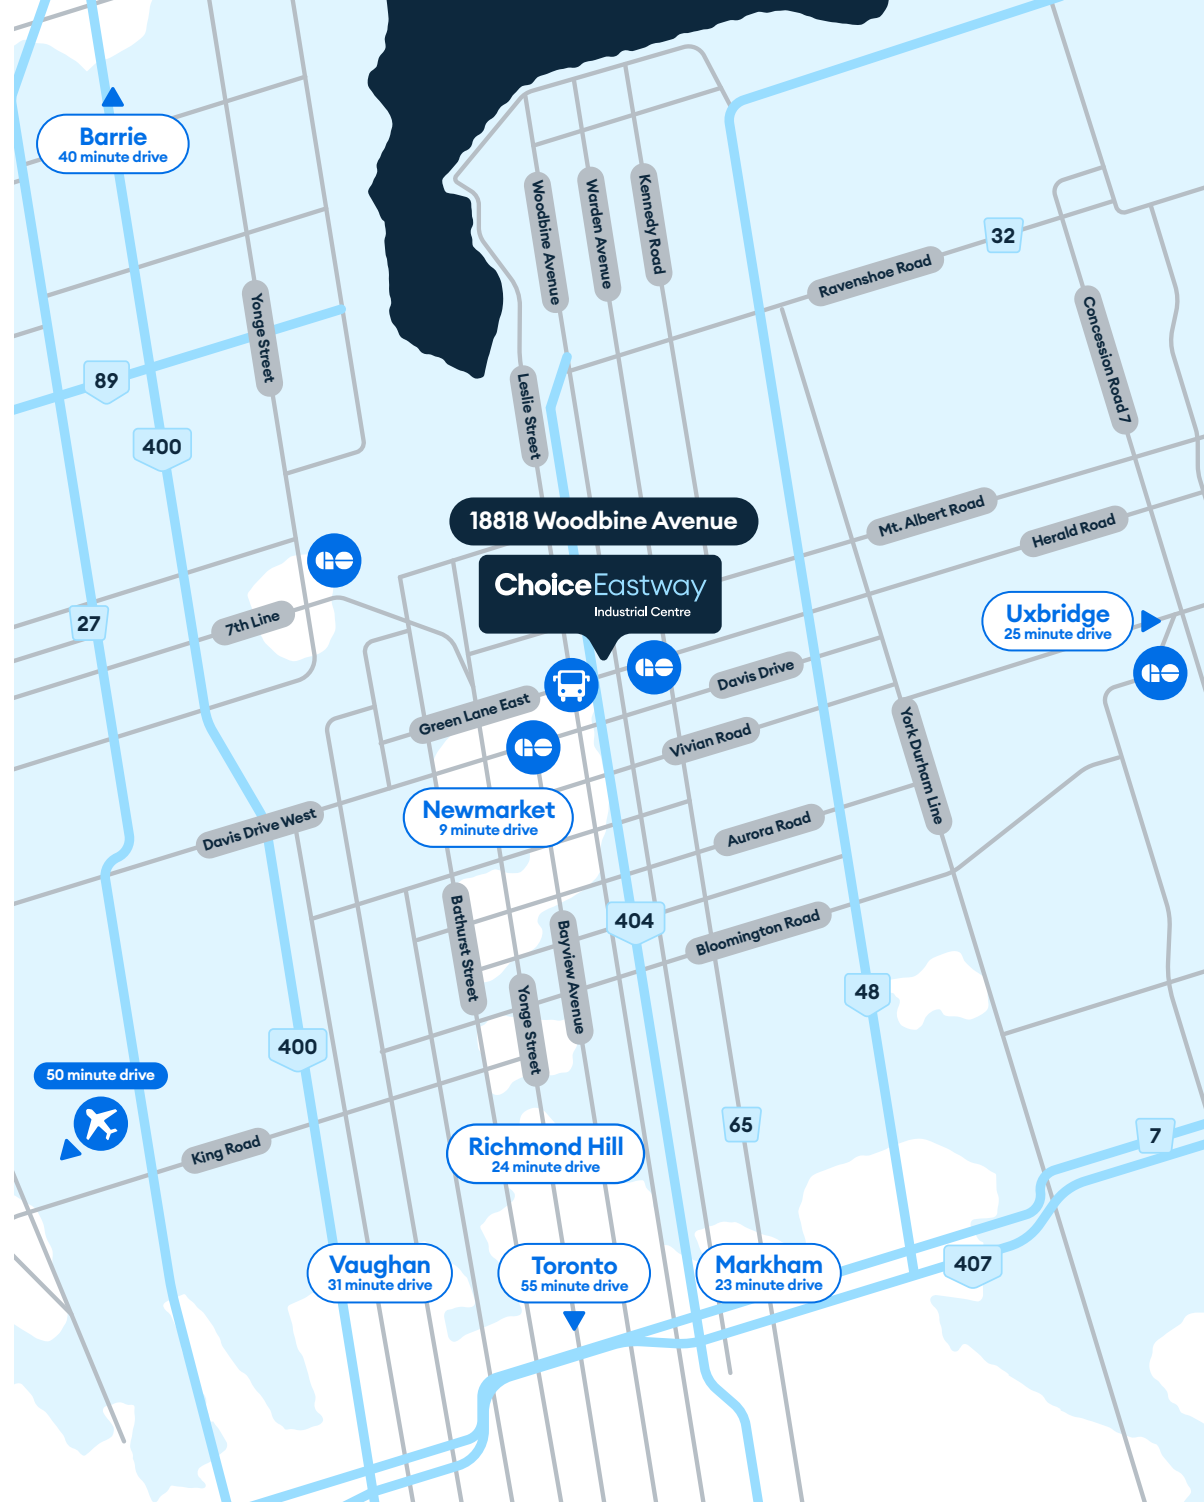 Barrie
40 minute drive
Woodbine Avenue
Warden Avenue
Kennedy Road
32
Ravenshoe Road
Yonge Street
Concession Road 7
89
Leslie Street
400
18818 Woodbine Avenue
Mt. Albert Road
Herald Road
ChoiceEastway
Industrial Centre
GO
27
7th Line
Uxbridge
25 minute drive
GO
GO
Davis Drive
Green Lane East
GO
Vivian Road
York Durham Line
Newmarket
9 minute drive
Davis Drive West
Aurora Road
Bathurst Street
Bayview Avenue
404
Bloomington Road
Yonge Street
48
400
50 minute drive
65
7
King Road
Richmond Hill
24 minute drive
Vaughan
31 minute drive
Toronto
55 minute drive
Markham
23 minute drive
407